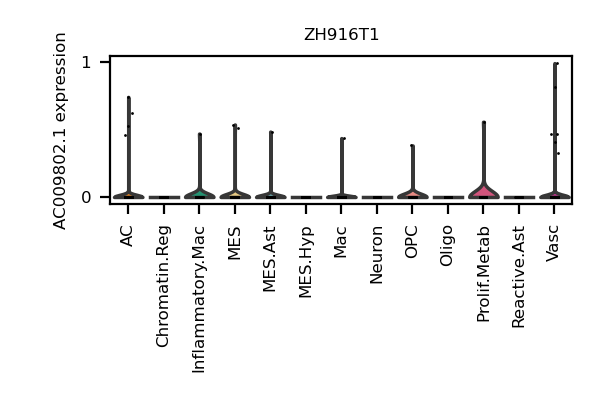 ZH916T1
AC009802.1 expression
1
0
AC
Chromatin.Reg
Inflammatory.Mac
MES
MES.Ast
MES.Hyp
Mac
Neuron
OPC
Oligo
Prolif.Metab
Reactive.Ast
Vasc